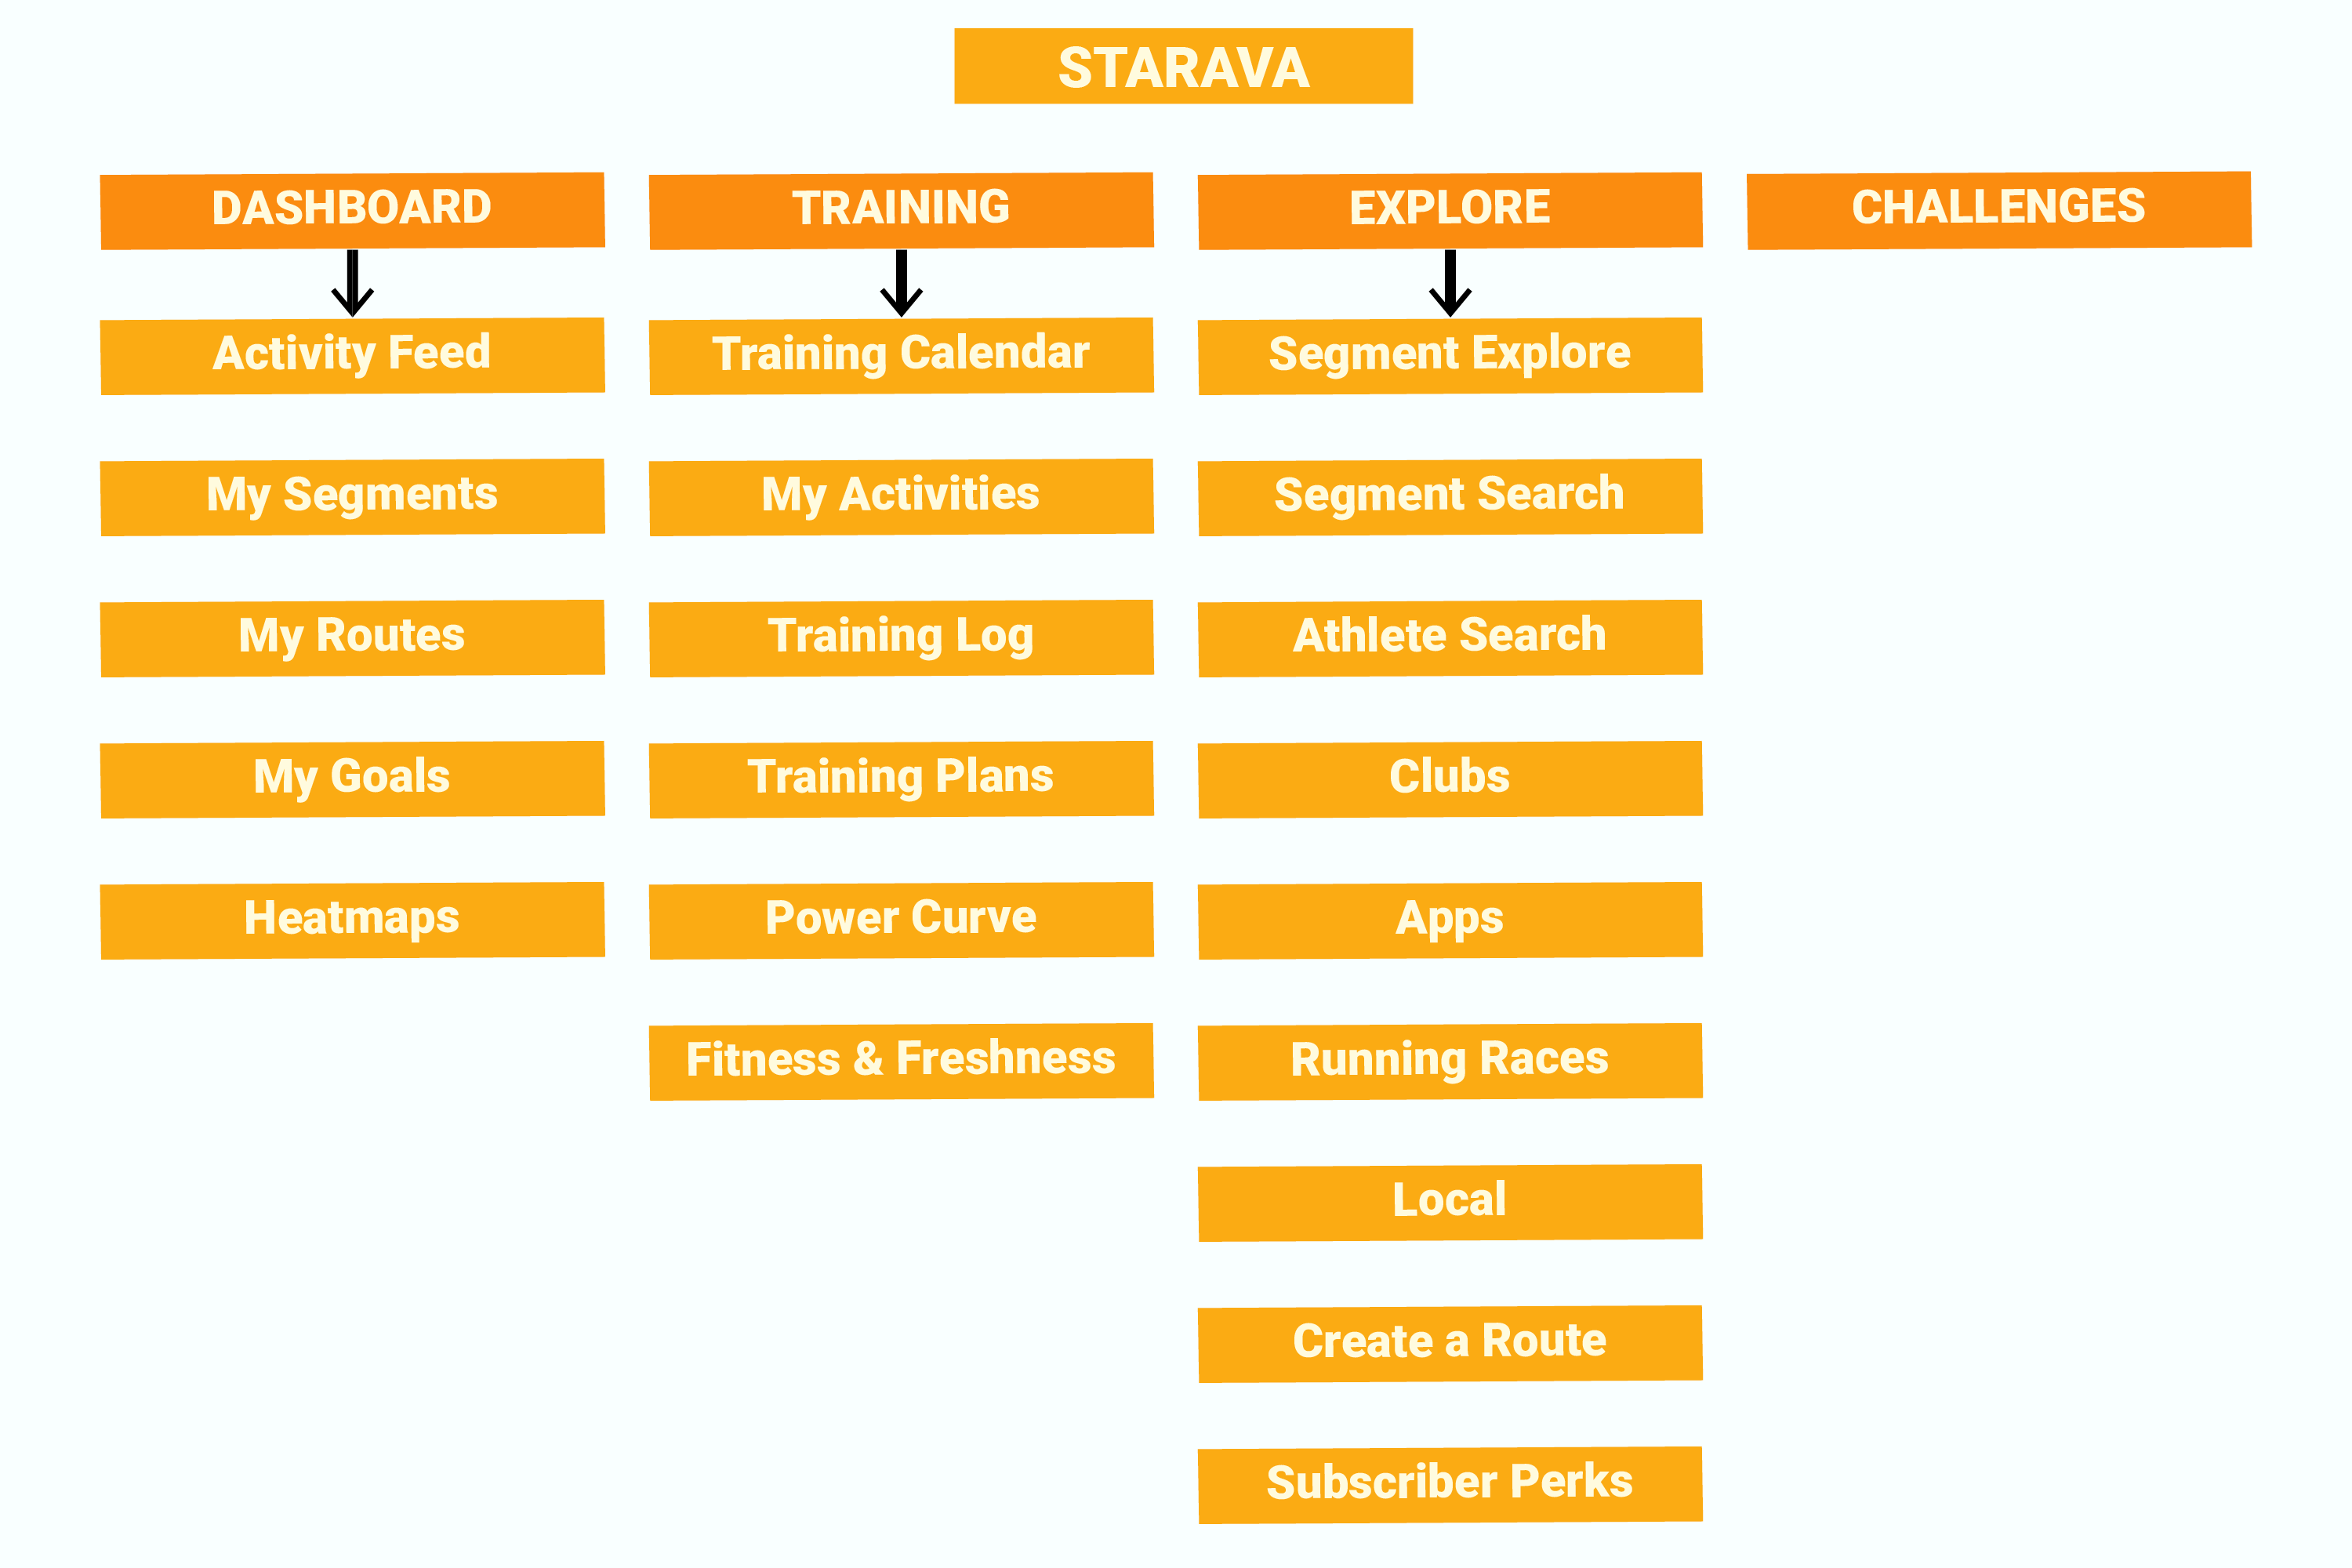 STARAVA
DASHBOARD
TRAINING
EXPLORE
CHALLENGES
Activity Feed
Training Calendar
Segment Explore
My Segments
My Activities
Segment Search
My Routes
Training Log
Athlete Search
My Goals
Training Plans
Clubs
Heatmaps
Power Curve
Apps
Fitness & Freshness
Running Races
Local
Create a Route
Subscriber Perks